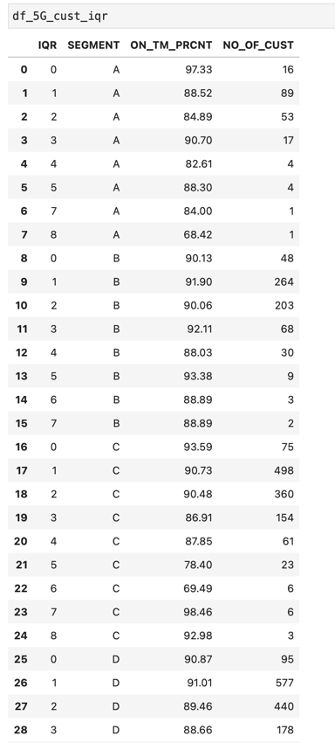 df_5G_cust_iqr
IQR SEGMENT ON_TM_PRCNT NO_OF_CUST
0 0 A 97.33 16
1 1 A 88.52 89
2 2 A 84.89 53
3 3 A 90.70 17
4 4 A 82.61 4
5 5 A 88.30 4
6 7 A 84.00 1
7 8 A 68.42 1
8 0 B 90.13 48
9 1 B 91.90 264
10 2 B 90.06 203
11 3 B 92.11 68
12 4 B 88.03 30
13 5 B 93.38 9
14 6 B 88.89 3
15 7 B 88.89 2
16 0 C 93.59 75
17 1 C 90.73 498
18 2 C 90.48 360
19 3 C 86.91 154
20 4 C 87.85 61
21 5 C 78.40 23
22 6 C 69.49 6
23 7 C 98.46 6
24 8 C 92.98 3
25 0 D 90.87 95
26 1 D 91.01 577
27 2 D 89.46 440
28 3 D 88.66 178